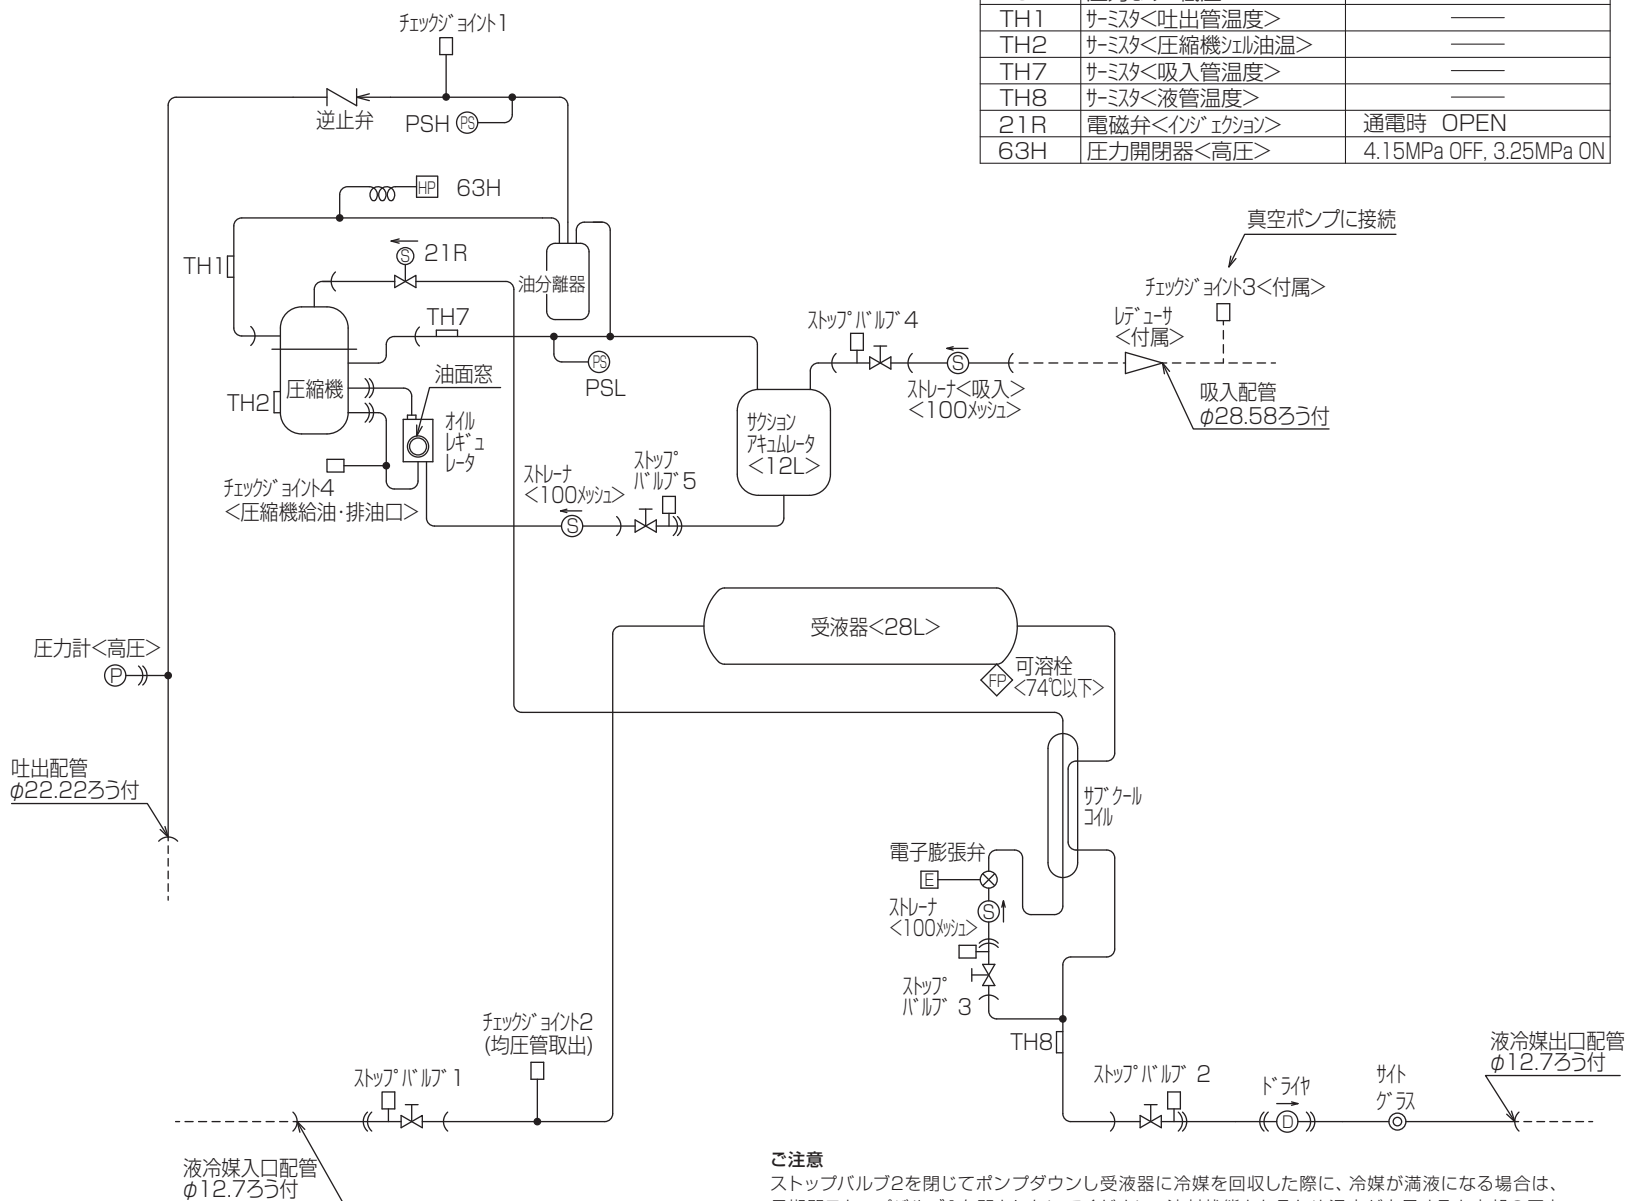 チェックジョイント1
逆止弁
PSH
PS
HP
63H
TH1 サーミスタ<吐出管温度> ――
TH2 サーミスタ<圧縮機シェル油温> ――
TH7 サーミスタ<吸入管温度> ――
TH8 サーミスタ<液管温度> ――
21R 電磁弁<インジェクション> 通電時 OPEN
63H 圧力開閉器<高圧> 4.15MPa OFF, 3.25MPa ON
真空ポンプに接続
チェックジョイント3<付属>
レデューサ
<付属>
吸入配管
φ28.58ろう付
TH1
S
21R
油分離器
TH7
PS
PSL
ストップバルブ4
S
ストレーナ<吸入>
<100メッシュ>
圧縮機
TH2
油面窓
オイル
レギュ
レータ
サクション
アキュムレータ
<12L>
チェックジョイント4
<圧縮機給油・排油口>
ストレーナ
<100メッシュ>
S
ストップ
バルブ5
受液器<28L>
FP
可溶栓
<74℃以下>
圧力計<高圧>
P
吐出配管
φ22.22ろう付
サブクール
コイル
電子膨張弁
E
ストレーナ
<100メッシュ>
S
ストップ
バルブ 3
TH8
チェックジョイント2
(均圧管取出)
ストップバルブ1
液冷媒入口配管
φ12.7ろう付
ストップバルブ 2
ドライヤ
D
サイト
グラス
液冷媒出口配管
φ12.7ろう付
ご注意
ストップバルブ2を閉じてポンプダウンし受液器に冷媒を回収した際に、冷媒が満液になる場合は、